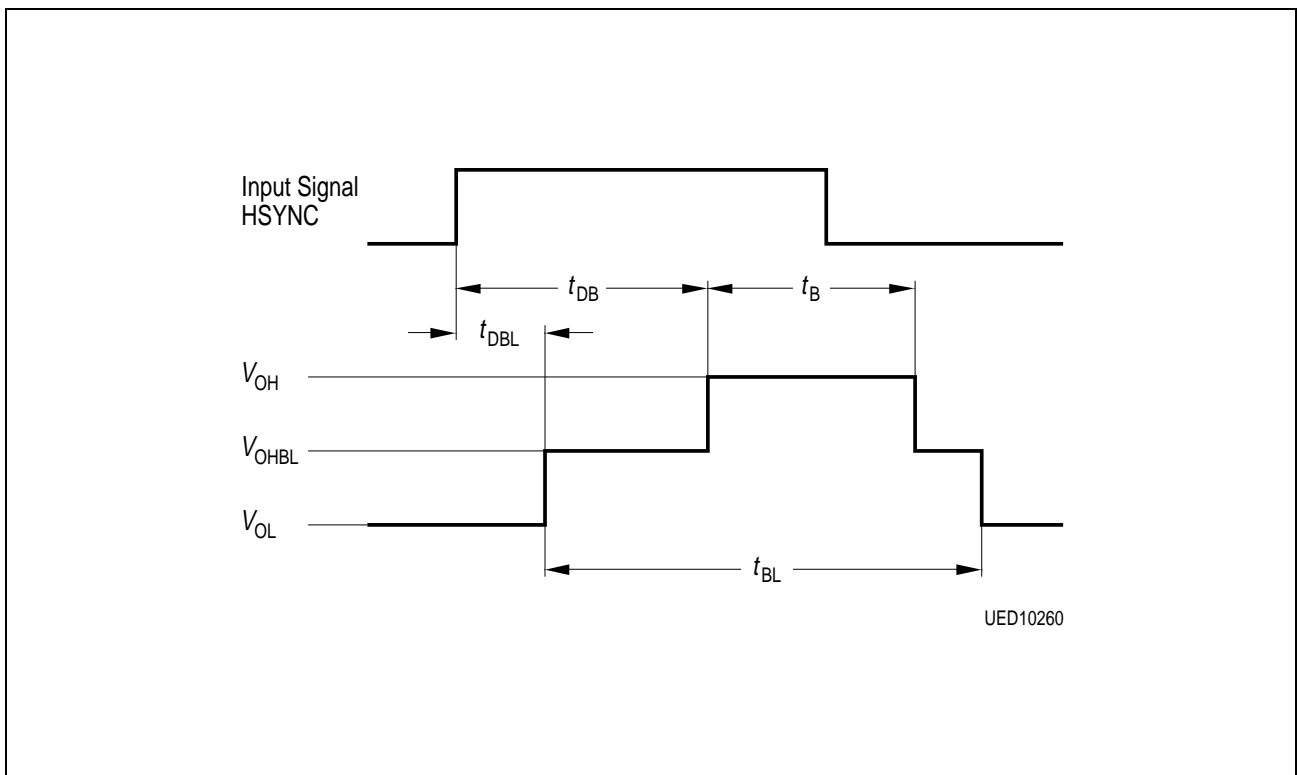 Input Signal
HSYNC
tDB
tB
tDBL
VOH
VOHBL
VOL
tBL
UED10260